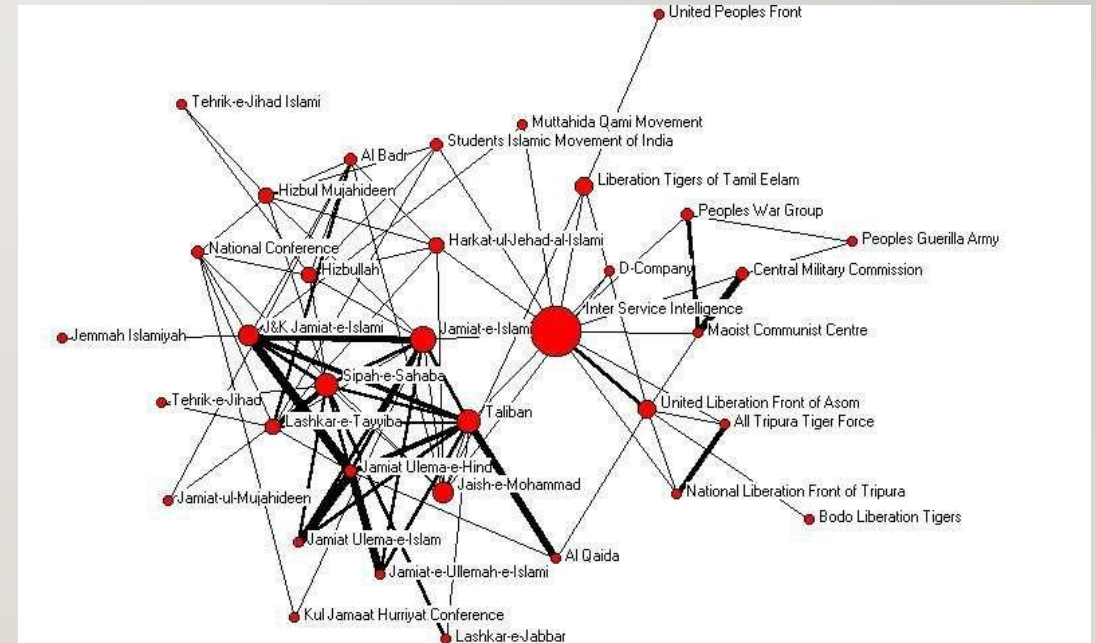 United Peoples Front
Tehrik-e-Jihad Islami
Muttahida Qami Movement
Students Islamic Movement of India
Al Badr
Liberation Tigers of Tamil Eelam
Hizbul Mujahideen
Peoples War Group
Harkat-ul-Jehad-al-Islami
Peoples Guerilla Army
National Conference
Hizbullah
D-Company
Central Military Commission
Inter Service Intelligence
J&K Jamiat-e-Islami
Jamiat-e-Islami
Maoist Communist Centre
Jemmah Islamiyah
Sipah-e-Sahaba
Tehrik-e-Jihad
United Liberation Front of Asom
Taliban
Lashkar-e-Tayyiba
All Tripura Tiger Force
Jamiat Ulema-e-Hind
Jaish-e-Mohammad
National Liberation Front of Tripura
Jamiat-ul-Mujahideen
Bodo Liberation Tigers
Jamiat Ulema-e-Islam
Al Qaida
Jamiat-e-Ullemah-e-Islami
Kul Jamaat Hurriyat Conference
Lashkar-e-Jabbar